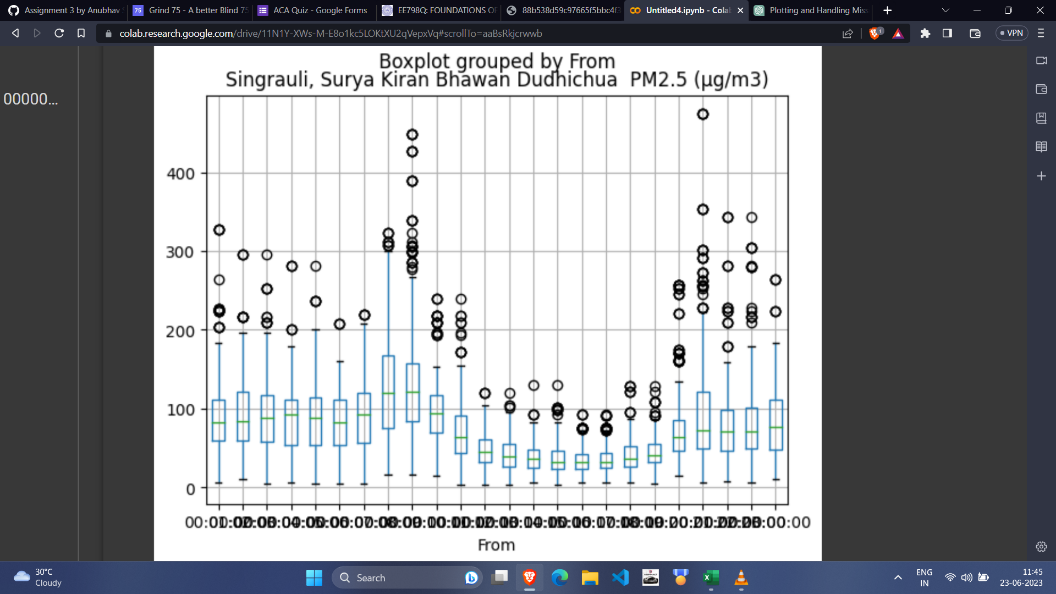 Assignment 3 by Anubhav
Grind 75 - A better Blind 75
ACA Quiz - Google Forms
EE798Q: FOUNDATIONS OF
88b538d59c97665f5bbc4
Untitled4.ipynb - Colab
Plotting and Handling Miss
colab.research.google.com/drive/11N1Y-XWs-M-E8o1kc5LOKtXU2qVepxVq#scrollTo=aaBsRkjcrwwb
1
VPN
00000...
Boxplot grouped by From
Singrauli, Surya Kiran Bhawan Dudhichua PM2.5 (µg/m3)
400
300
200
100
0
From
30°C
Cloudy
Search
ENG
IN
11:45
23-06-2023